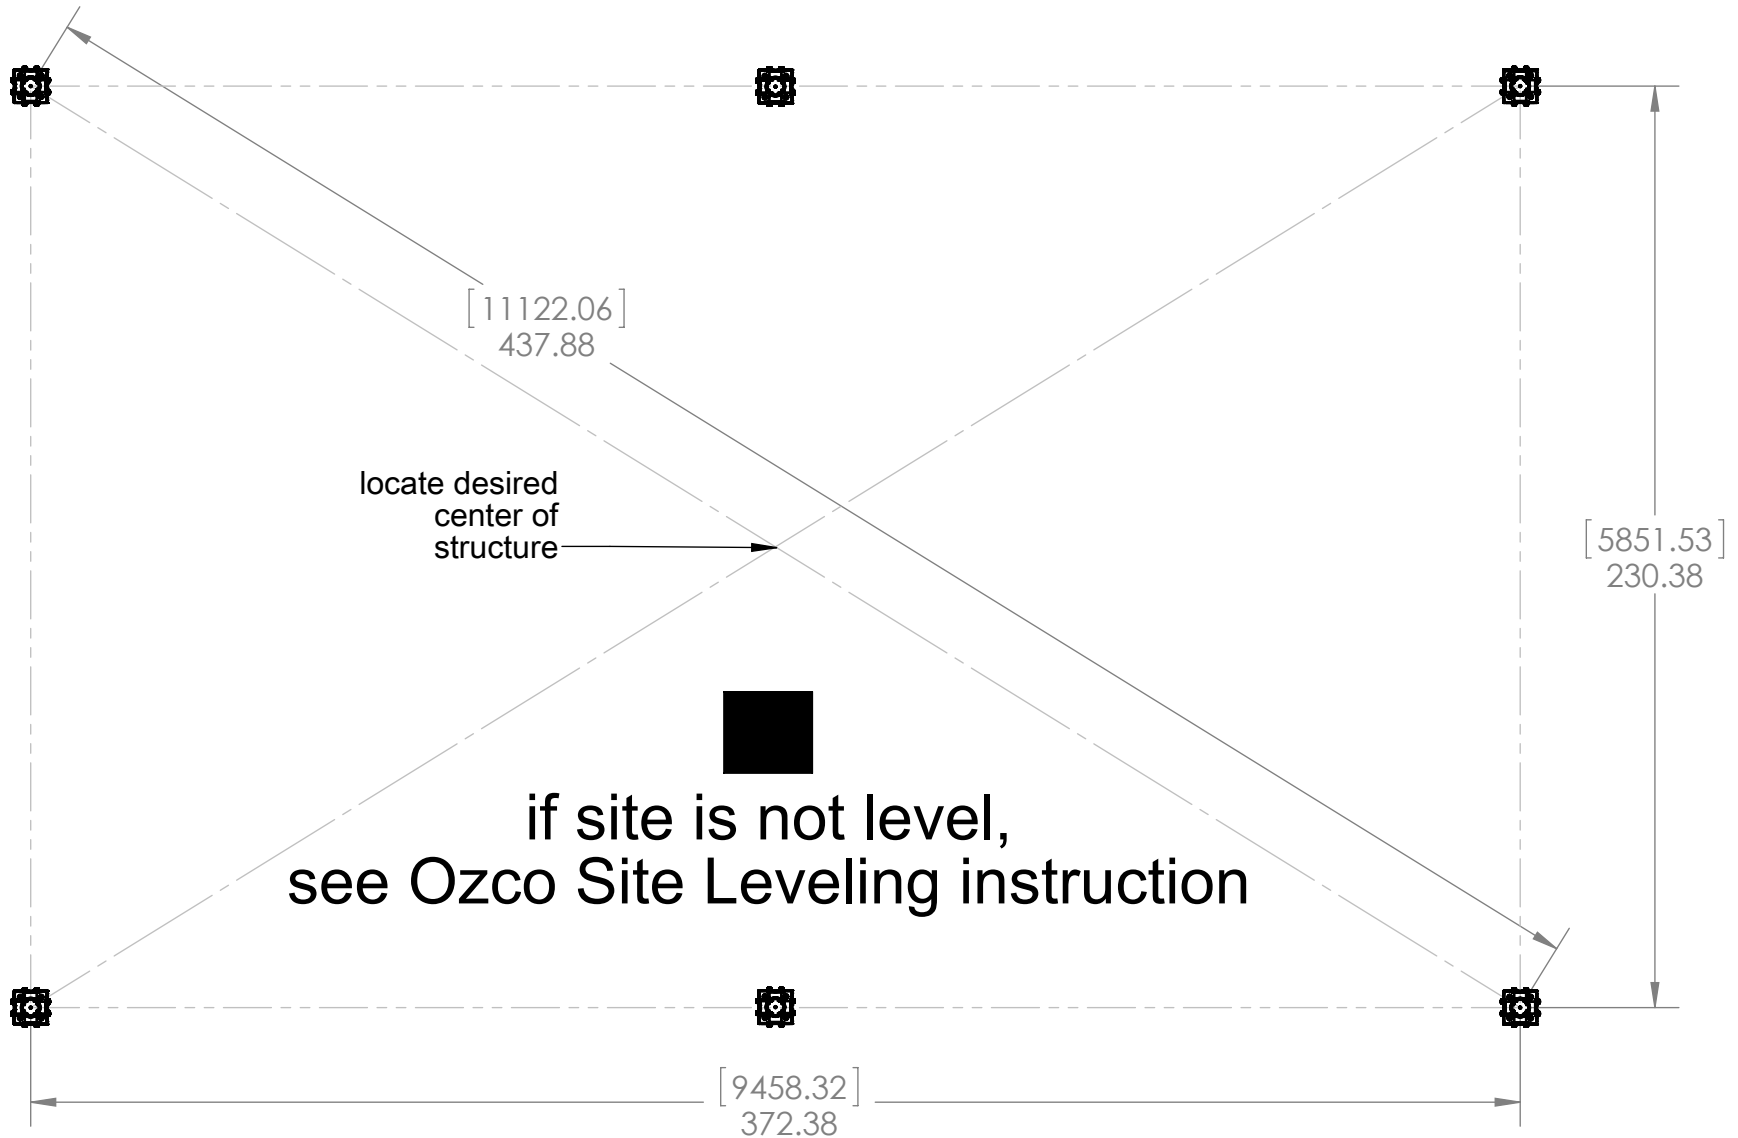 [11122.06]
437.88
locate desired
center of
structure
[5851.53]
230.38
if site is not level,
see Ozco Site Leveling instruction
[9458.32]
372.38